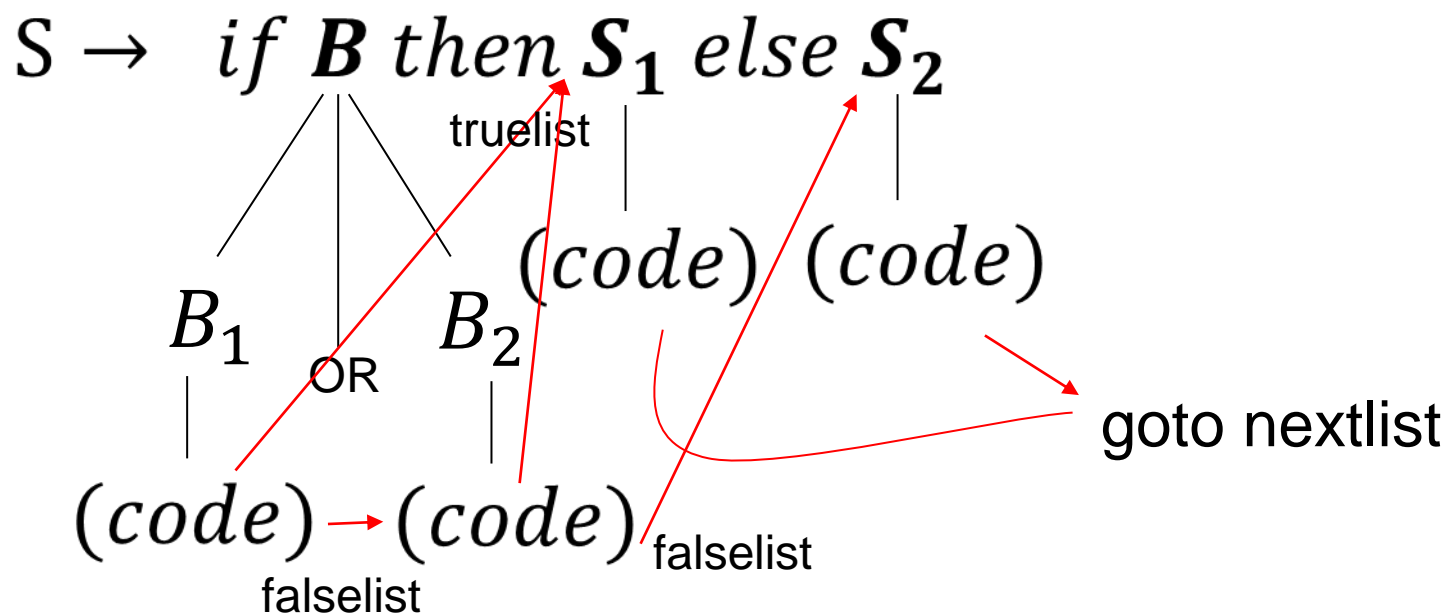 S → if B then S₁ else S₂
truelist
(code) (code)
B₁ OR B₂
goto nextlist
(code) (code)
falselist
falselist